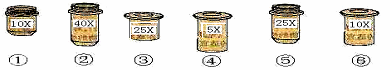 10X 40X 25X 5X 25X 10X
① ② ③ ④ ⑤ ⑥